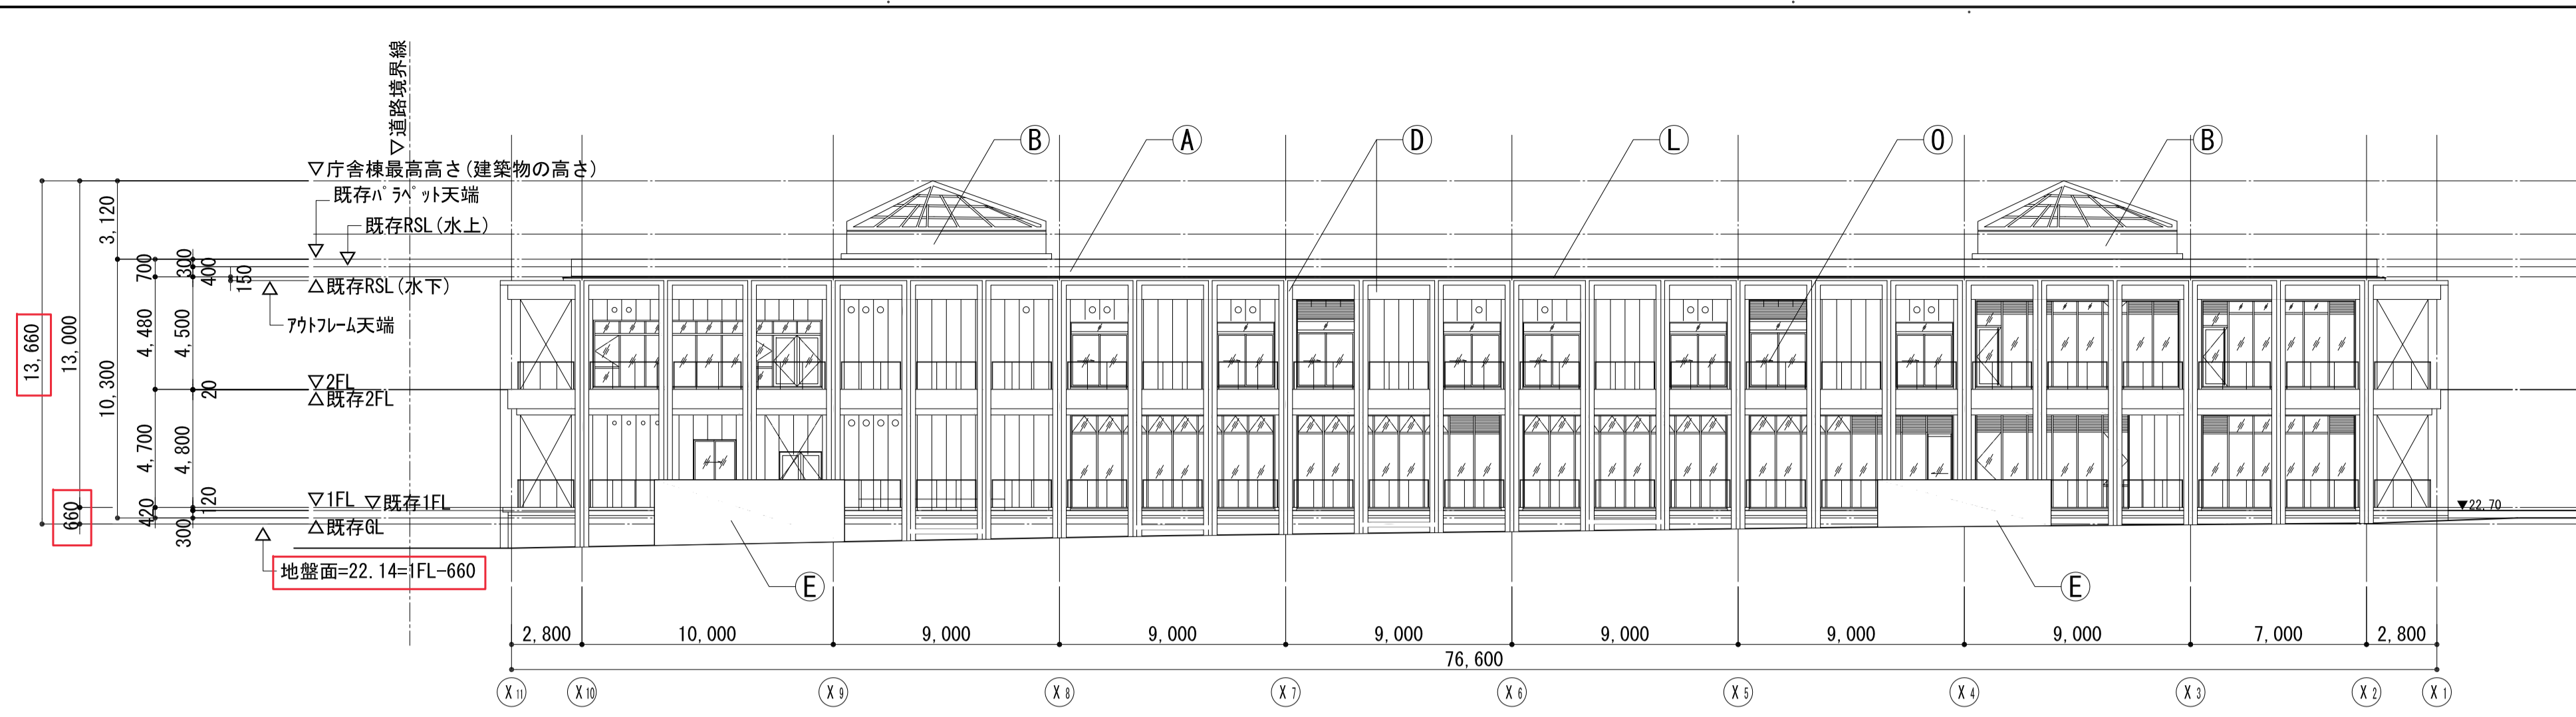 ▽道路境界線
Ⓑ
Ⓐ
Ⓓ
Ⓛ
Ⓞ
Ⓑ
▽庁舎棟最高高さ(建築物の高さ)
既存ﾊﾟﾗﾍﾟｯﾄ天端
既存RSL(水上)
△既存RSL(水下)
ｱｳﾄﾌﾚｰﾑ天端
▽2FL
△既存2FL
▽1FL ▽既存1FL
△既存GL
地盤面=22.14=1FL-660
13,660
660
13,000
3,120
10,300
700
4,480
4,700
420
300
4,500
4,800
300
400
20
120
150
▼22.70
Ⓔ
Ⓔ
2,800 10,000 9,000 9,000 9,000 9,000 9,000 9,000 7,000 2,800
76,600
X11 X10 X9 X8 X7 X6 X5 X4 X3 X2 X1